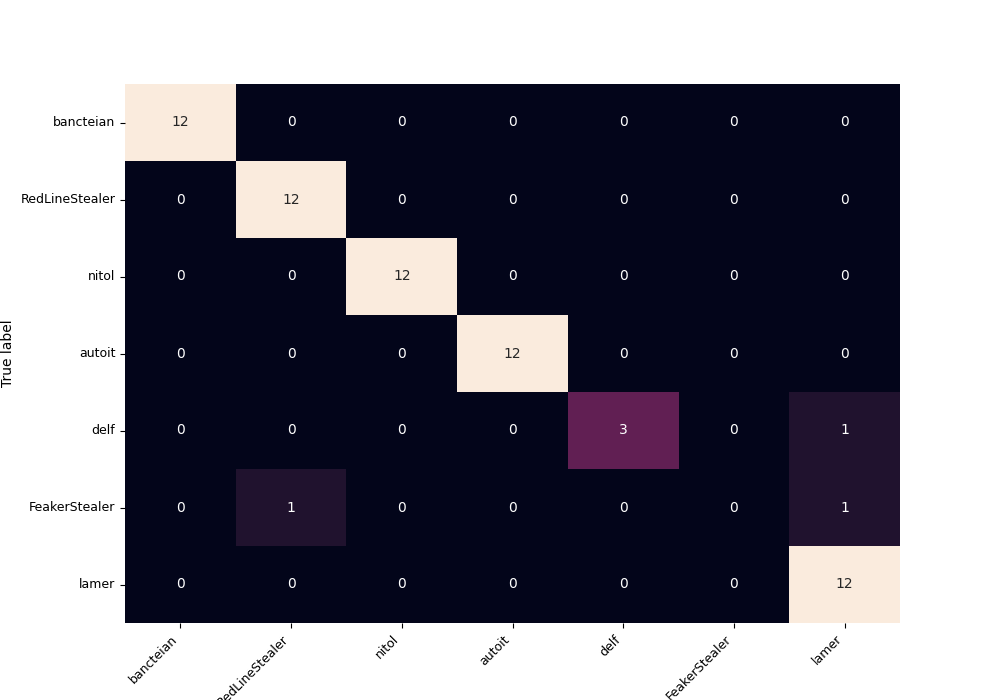 bancteian 12 0 0 0 0 0 0
RedLineStealer 0 12 0 0 0 0 0
nitol 0 0 12 0 0 0 0
autoit 0 0 0 12 0 0 0
delf 0 0 0 0 3 0 1
FeakerStealer 0 1 0 0 0 0 1
lamer 0 0 0 0 0 0 12
True label
bancteian RedLineStealer nitol autoit delf FeakerStealer lamer